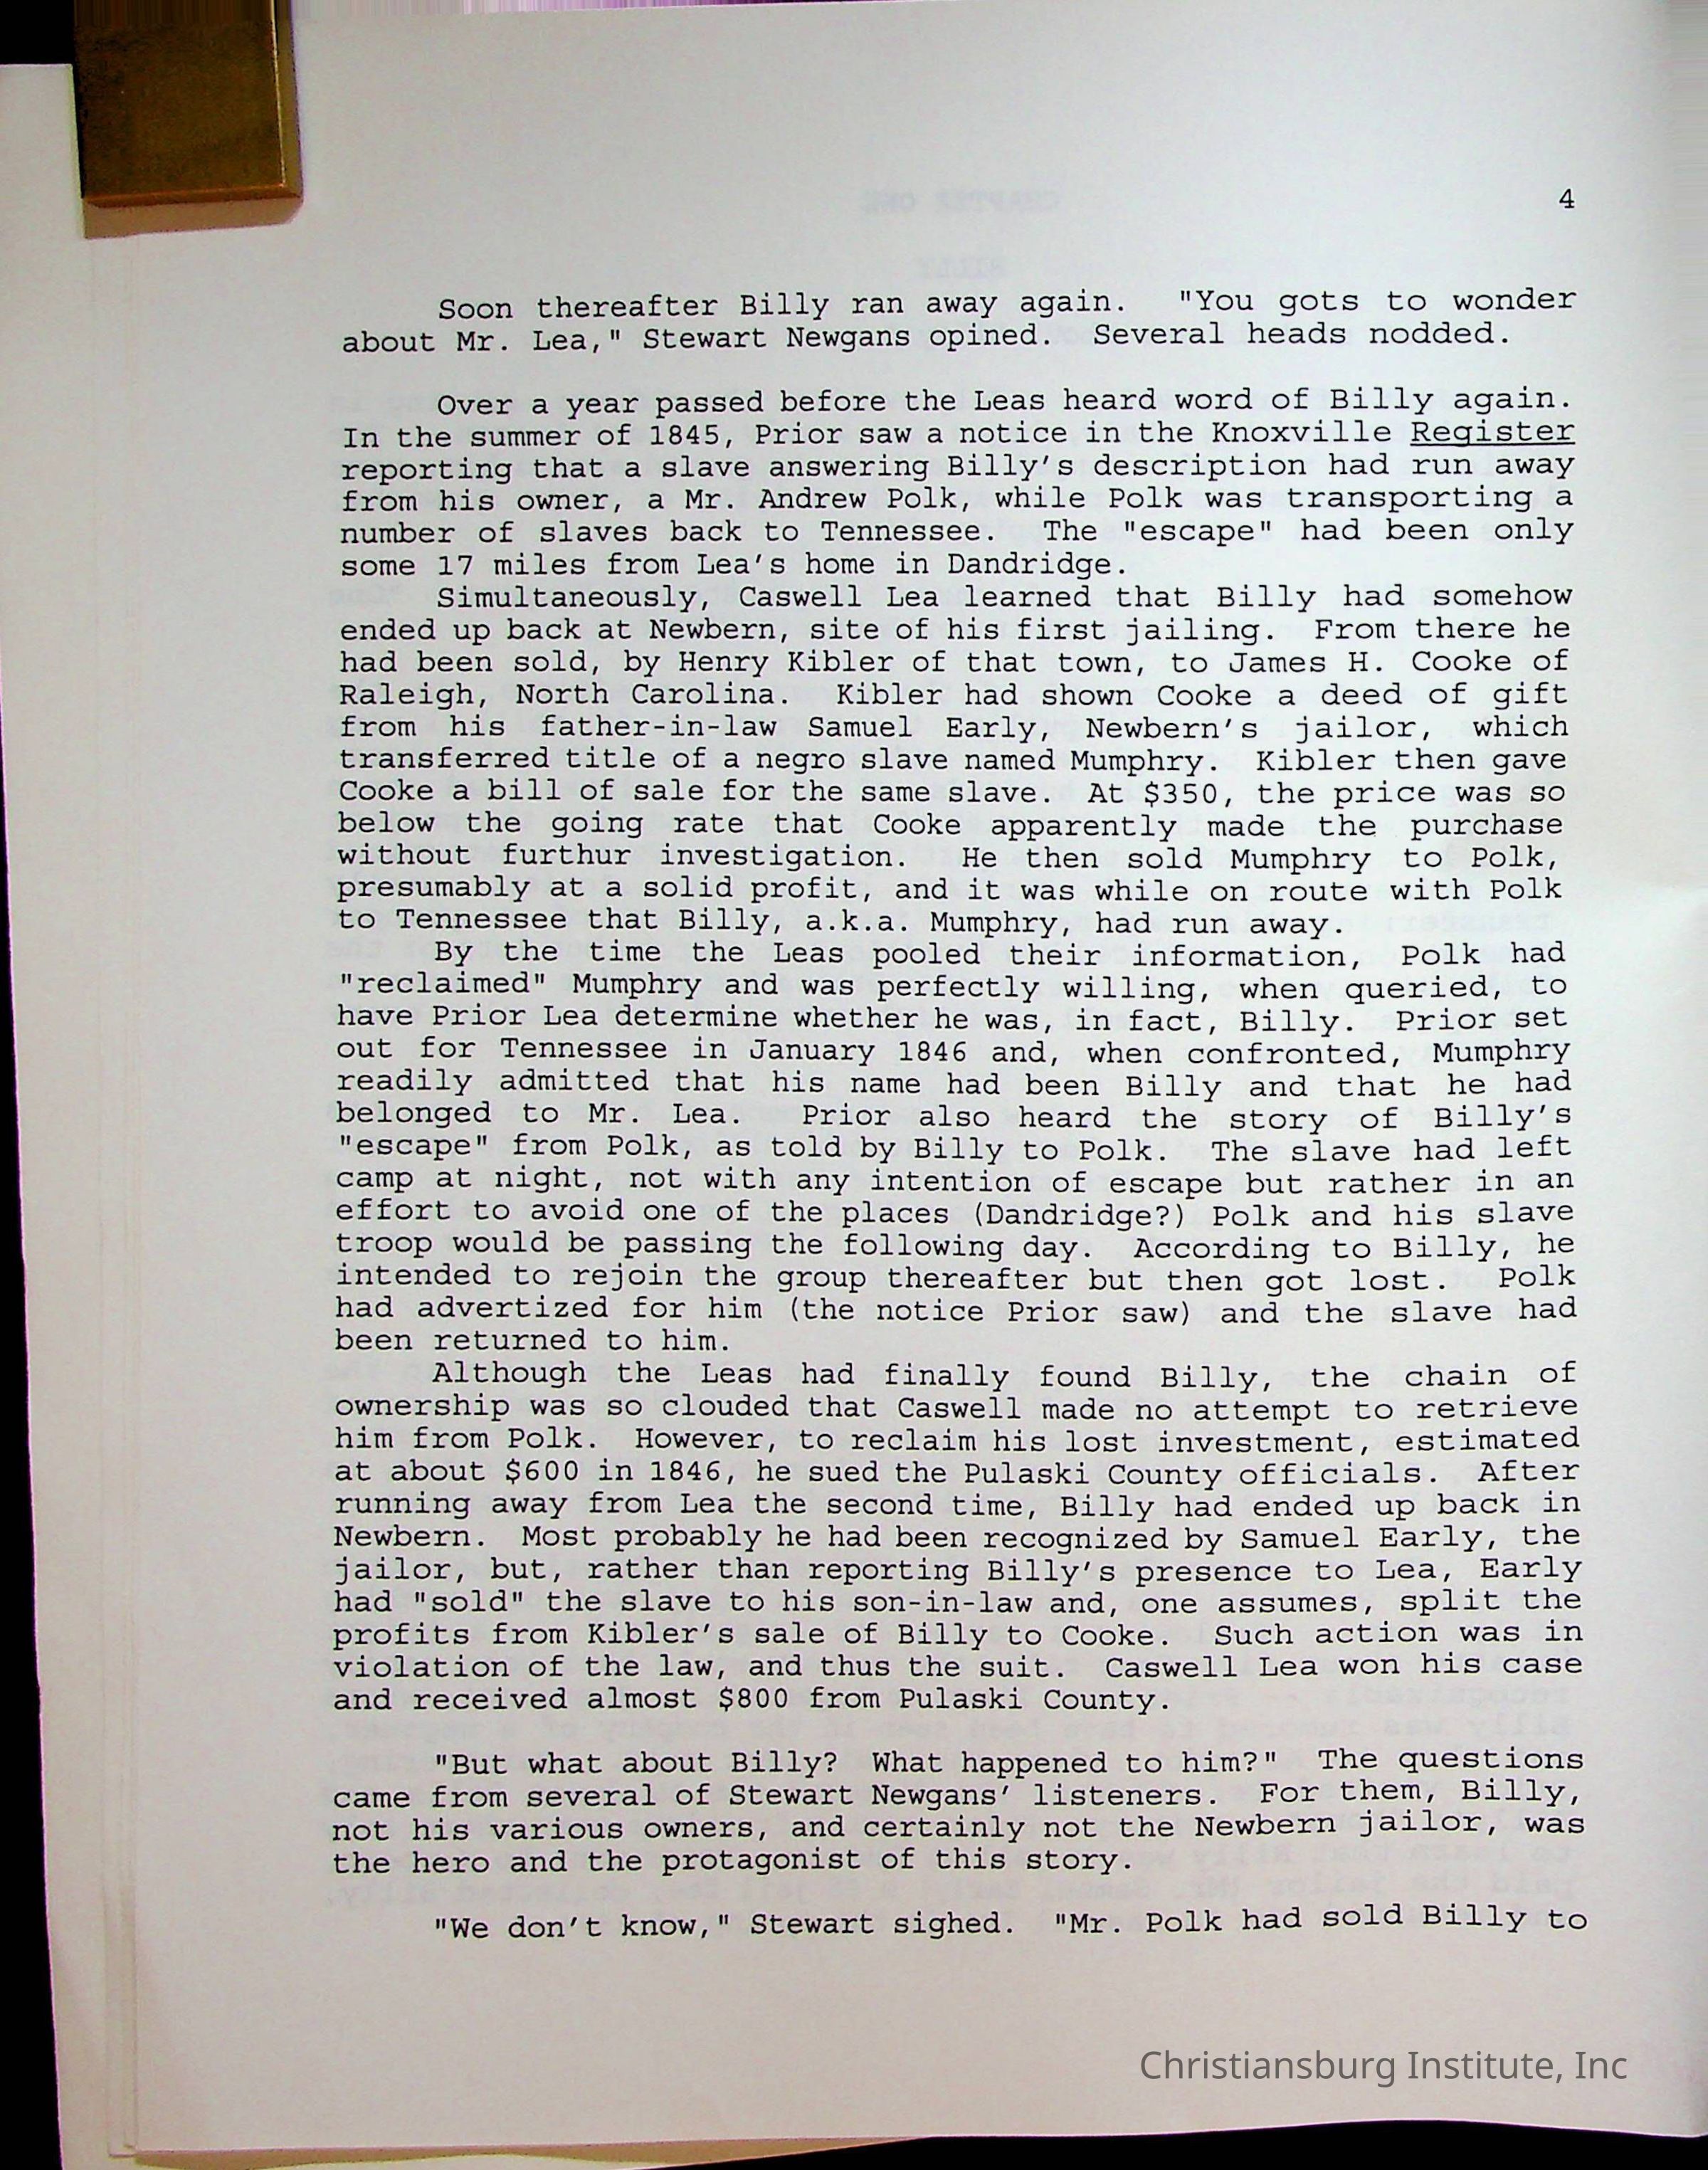 4
Soon thereafter Billy ran away again. "You gots to wonder
about Mr. Lea," Stewart Newgans opined. Several heads nodded.
Over a year passed before the Leas heard word of Billy again.
In the summer of 1845, Prior saw a notice in the Knoxville Register
reporting that a slave answering Billy's description had run away
from his owner, a Mr. Andrew Polk, while Polk was transporting a
number of slaves back to Tennessee. The "escape" had been only
some 17 miles from Lea's home in Dandridge.
Simultaneously, Caswell Lea learned that Billy had somehow
ended up back at Newbern, site of his first jailing. From there he
had been sold, by Henry Kibler of that town, to James H. Cooke of
Raleigh, North Carolina. Kibler had shown Cooke a deed of gift
from his father-in-law Samuel Early, Newbern's jailor, which
transferred title of a negro slave named Mumphry. Kibler then gave
Cooke a bill of sale for the same slave. At $350, the price was so
below the going rate that Cooke apparently made the purchase
without furthur investigation. He then sold Mumphry to Polk,
presumably at a solid profit, and it was while on route with Polk
to Tennessee that Billy, a.k.a. Mumphry, had run away.
By the time the Leas pooled their information, Polk had
"reclaimed" Mumphry and was perfectly willing, when queried, to
have Prior Lea determine whether he was, in fact, Billy. Prior set
out for Tennessee in January 1846 and, when confronted, Mumphry
readily admitted that his name had been Billy and that he had
belonged to Mr. Lea. Prior also heard the story of Billy's
"escape" from Polk, as told by Billy to Polk. The slave had left
camp at night, not with any intention of escape but rather in an
effort to avoid one of the places (Dandridge?) Polk and his slave
troop would be passing the following day. According to Billy, he
intended to rejoin the group thereafter but then got lost. Polk
had advertized for him (the notice Prior saw) and the slave had
been returned to him.
Although the Leas had finally found Billy, the chain of
ownership was so clouded that Caswell made no attempt to retrieve
him from Polk. However, to reclaim his lost investment, estimated
at about $600 in 1846, he sued the Pulaski County officials. After
running away from Lea the second time, Billy had ended up back in
Newbern. Most probably he had been recognized by Samuel Early, the
jailor, but, rather than reporting Billy's presence to Lea, Early
had "sold" the slave to his son-in-law and, one assumes, split the
profits from Kibler's sale of Billy to Cooke. Such action was in
violation of the law, and thus the suit. Caswell Lea won his case
and received almost $800 from Pulaski County.
"But what about Billy? What happened to him?" The questions
came from several of Stewart Newgans' listeners. For them, Billy,
not his various owners, and certainly not the Newbern jailor, was
the hero and the protagonist of this story.
"We don't know," Stewart sighed. "Mr. Polk had sold Billy to
Christiansburg Institute, Inc